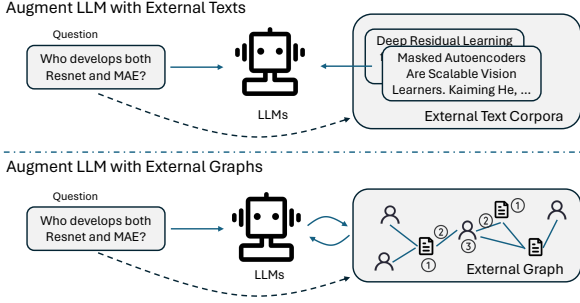 Augment LLM with External Texts
Question
Who develops both
Resnet and MAE?
LLMs
Deep Residual Learning
Masked Autoencoders
Are Scalable Vision
Learners. Kaiming He, ...
External Text Corpora
Augment LLM with External Graphs
Question
Who develops both
Resnet and MAE?
LLMs
①
②
②
①
③
External Graph